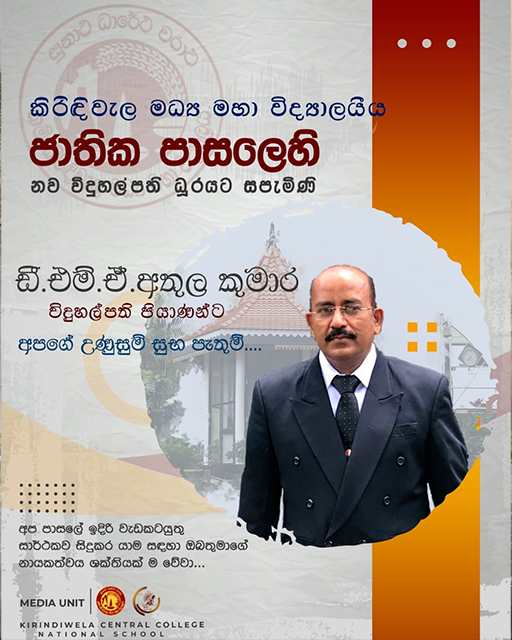 කිරිඳිවැල මධ්‍ය මහා විද්‍යාලයීය
ජාතික පාසලෙහි
නව විදුහල්පති ධූරයට සපැමිණි
ඩී.එම්.ඒ.අතුල කුමාර
විදුහල්පති පියාණන්ට
අපගේ උණුසුම් සුභ පැතුම්....
අප පාසලේ ඉදිරි වැඩකටයුතු
සාර්ථකව සිදුකර යාම සඳහා ඔබතුමාගේ
නායකත්වය ශක්තියක් ම වේවා...
MEDIA UNIT
KIRINDIWELA CENTRAL COLLEGE
NATIONAL SCHOOL